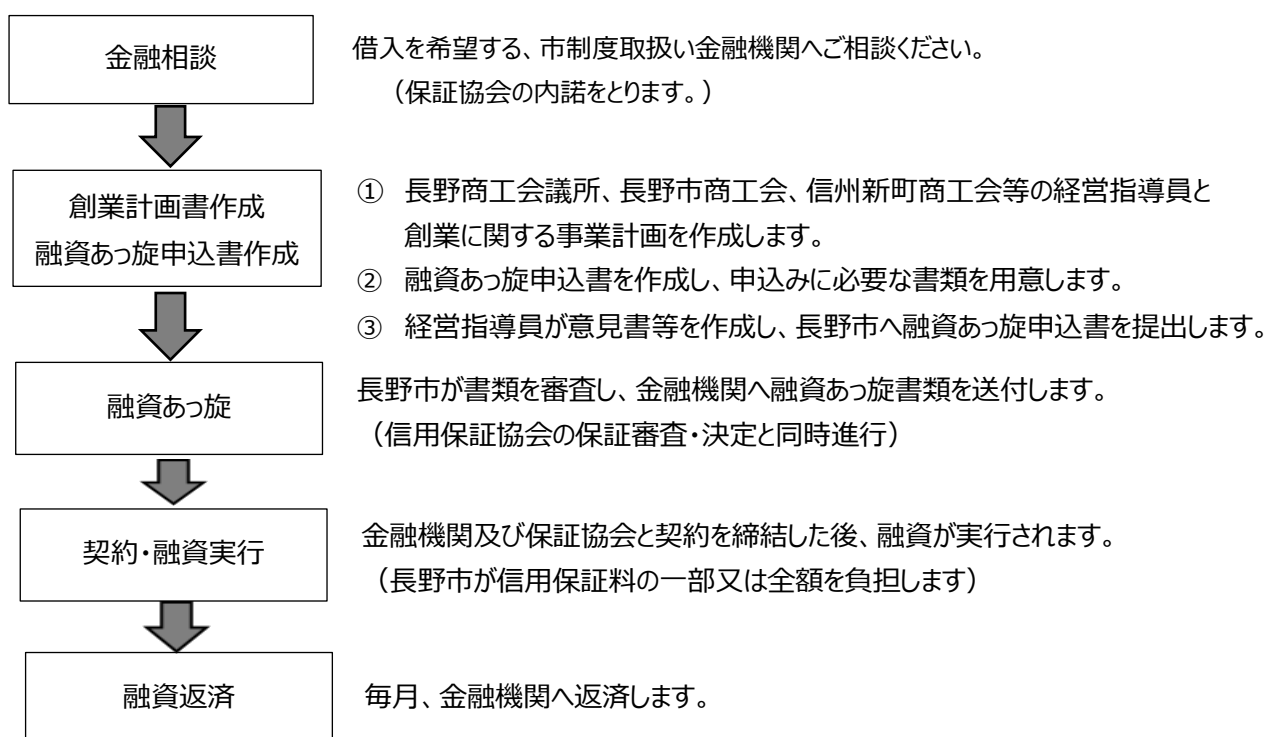 金融相談
借入を希望する、市制度取扱い金融機関へご相談ください。
（保証協会の内諾をとります。）
創業計画書作成
融資あっ旋申込書作成
① 長野商工会議所、長野市商工会、信州新町商工会等の経営指導員と
創業に関する事業計画を作成します。
② 融資あっ旋申込書を作成し、申込みに必要な書類を用意します。
③ 経営指導員が意見書等を作成し、長野市へ融資あっ旋申込書を提出します。
融資あっ旋
長野市が書類を審査し、金融機関へ融資あっ旋書類を送付します。
（信用保証協会の保証審査・決定と同時進行）
契約・融資実行
金融機関及び保証協会と契約を締結した後、融資が実行されます。
（長野市が信用保証料の一部又は全額を負担します）
融資返済
毎月、金融機関へ返済します。